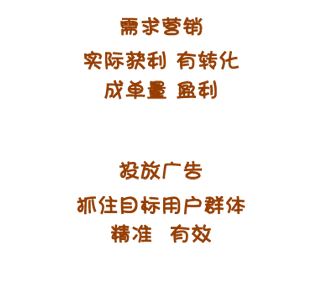 需求营销
实际获利 有转化
成单量 盈利
投放广告
抓住目标用户群体
精准 有效